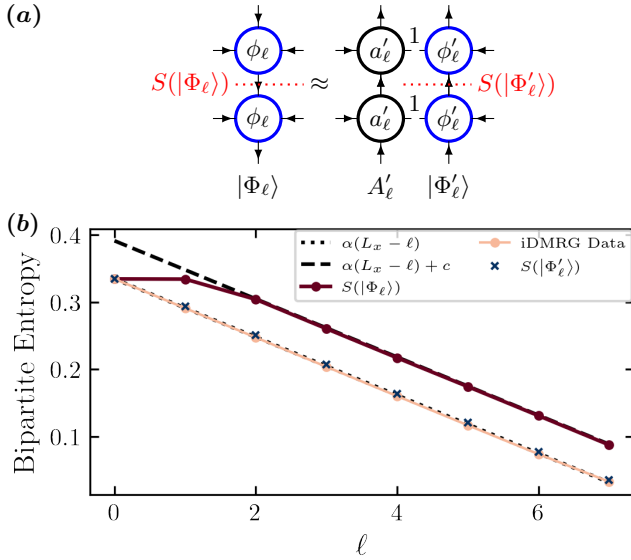 (a)
ϕℓ a′ℓ 1 ϕ′ℓ
S(|Φℓ⟩) ≈ S(|Φ′ℓ⟩)
ϕℓ a′ℓ 1 ϕ′ℓ
|Φℓ⟩ A′ℓ |Φ′ℓ⟩
(b)
α(Lx − ℓ)
α(Lx − ℓ) + c
S(|Φℓ⟩)
iDMRG Data
S(|Φ′ℓ⟩)
Bipartite Entropy
0.4
0.3
0.2
0.1
0 2 4 6
ℓ